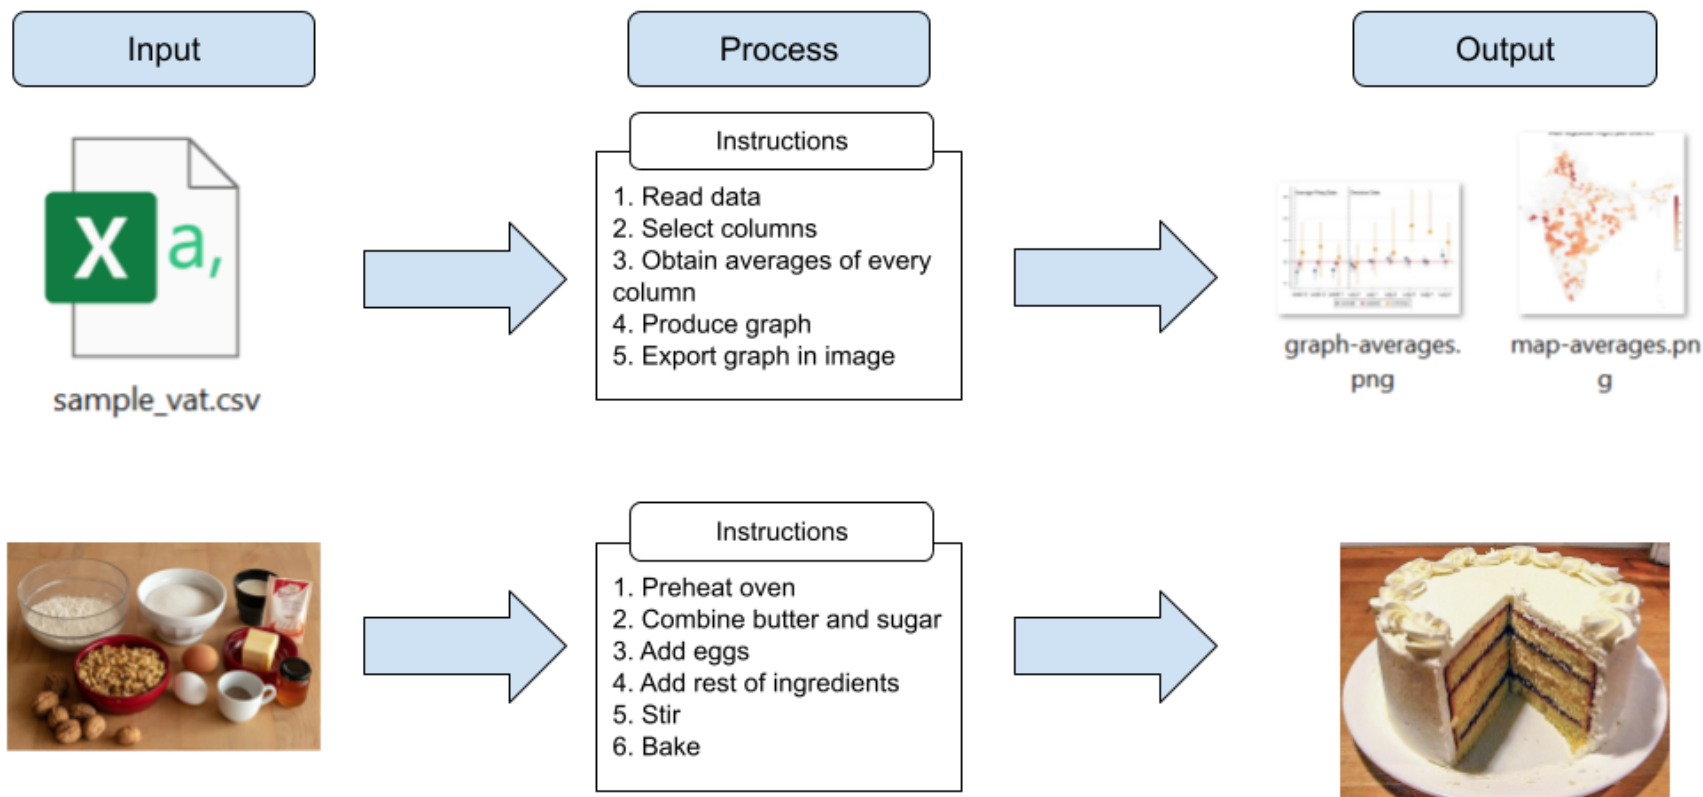 Input
Process
Output
Instructions
1. Read data
2. Select columns
3. Obtain averages of every
column
4. Produce graph
5. Export graph in image
X
a,
sample_vat.csv
graph-averages.
png
map-averages.pn
g
Instructions
1. Preheat oven
2. Combine butter and sugar
3. Add eggs
4. Add rest of ingredients
5. Stir
6. Bake